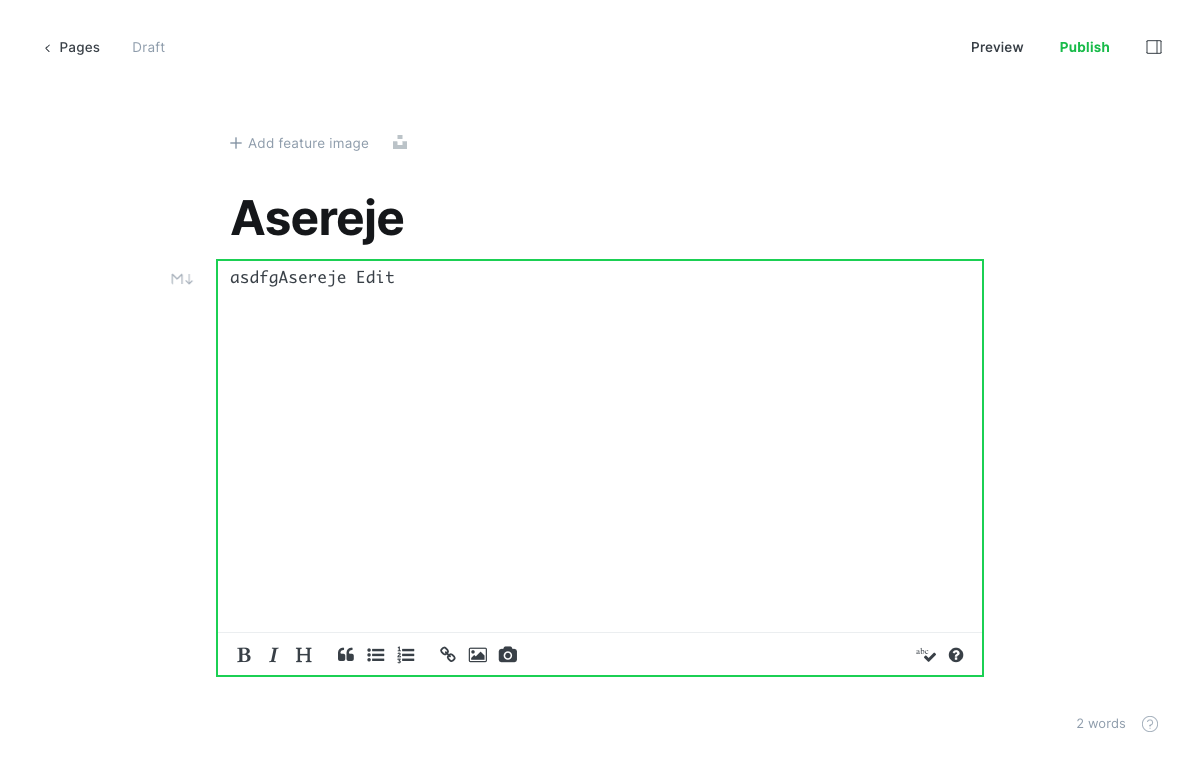 Pages
Draft
Preview
Publish
Add feature image
Asereje
M↓
asdfgAsereje Edit
B I H
abc
2 words